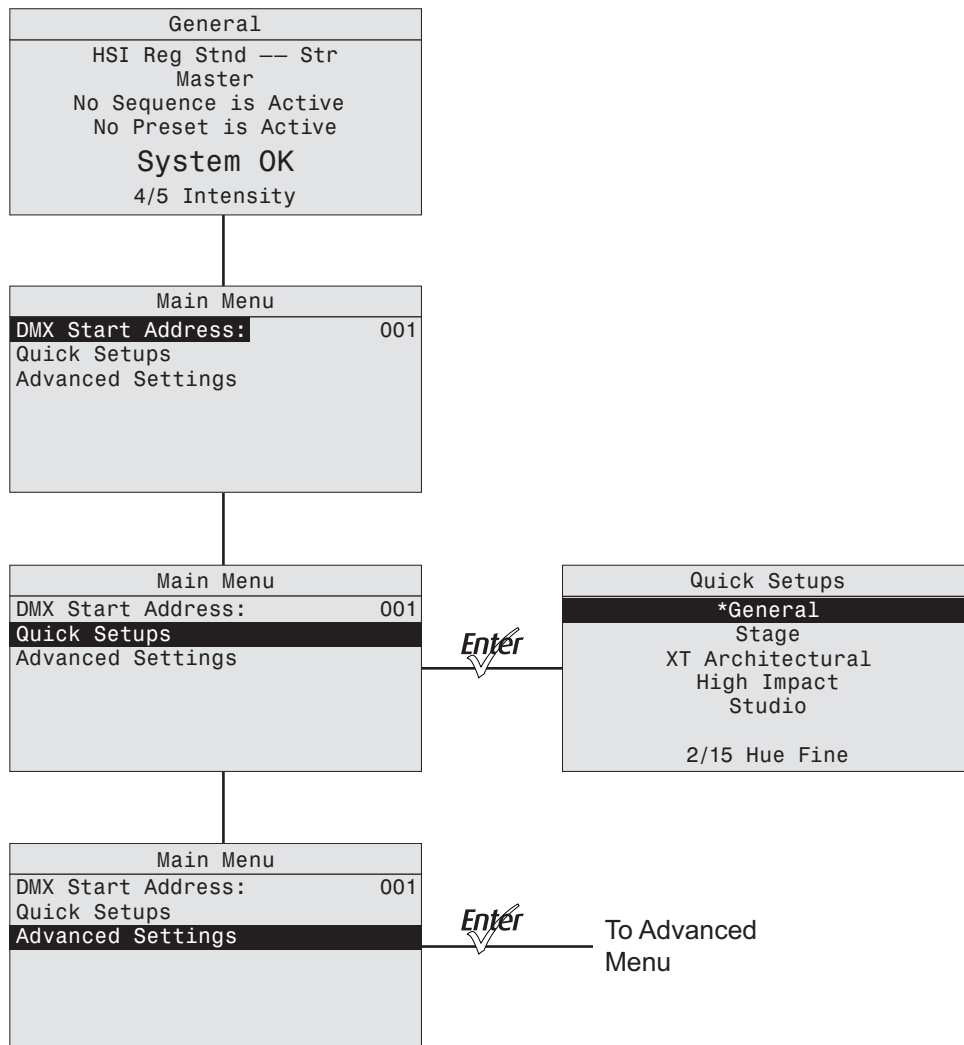 General
HSI Reg Stnd —— Str
Master
No Sequence is Active
No Preset is Active
System OK
4/5 Intensity
Main Menu
DMX Start Address: 001
Quick Setups
Advanced Settings
Main Menu
DMX Start Address: 001
Quick Setups
Advanced Settings
Enter
Quick Setups
*General
Stage
XT Architectural
High Impact
Studio
2/15 Hue Fine
Main Menu
DMX Start Address: 001
Quick Setups
Advanced Settings
Enter
To Advanced
Menu